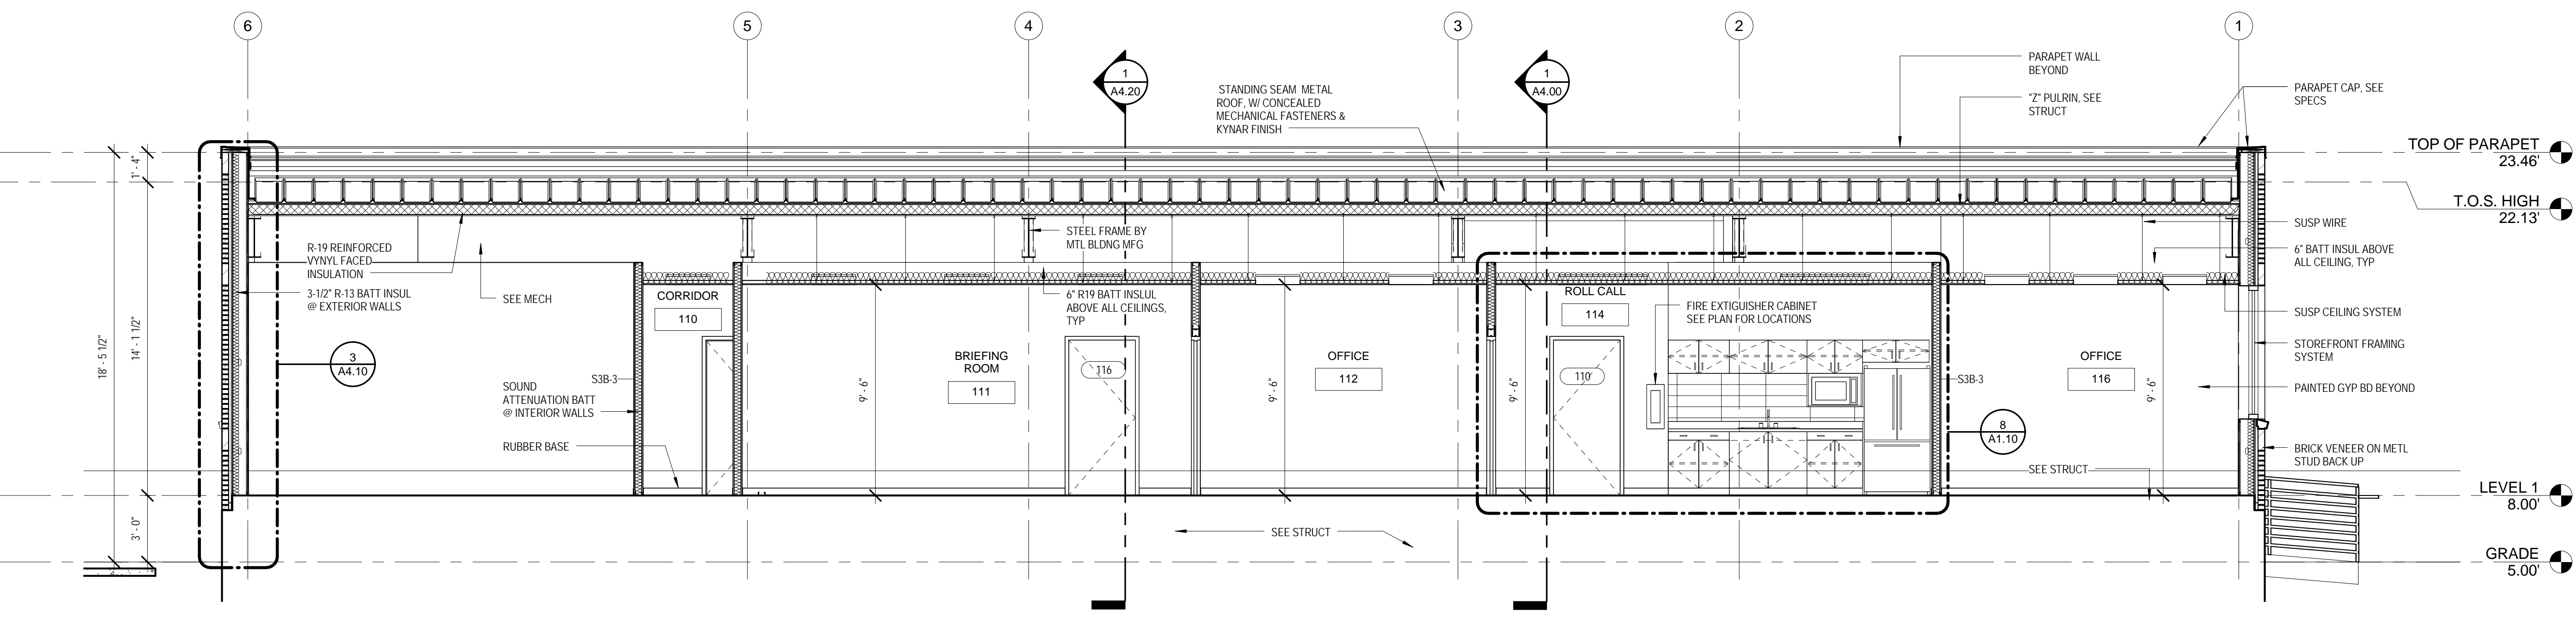 6
5
4
3
2
1
1
A4.20
1
A4.00
STANDING SEAM METAL
ROOF, W/ CONCEALED
MECHANICAL FASTENERS &
KYNAR FINISH
PARAPET WALL
BEYOND
"Z" PULRIN, SEE
STRUCT
PARAPET CAP, SEE
SPECS
TOP OF PARAPET
23.46'
T.O.S. HIGH
22.13'
1' - 4"
14' - 1 1/2"
18' - 5 1/2"
3' - 0"
R-19 REINFORCED
VYNYL FACED
INSULATION
3-1/2" R-13 BATT INSUL
@ EXTERIOR WALLS
SEE MECH
STEEL FRAME BY
MTL BLDNG MFG
SUSP WIRE
6" BATT INSUL ABOVE
ALL CEILING, TYP
CORRIDOR
110
6" R19 BATT INSLUL
ABOVE ALL CEILINGS,
TYP
ROLL CALL
114
FIRE EXTIGUISHER CABINET
SEE PLAN FOR LOCATIONS
SUSP CEILING SYSTEM
STOREFRONT FRAMING
SYSTEM
3
A4.10
BRIEFING
ROOM
111
116
OFFICE
112
110
OFFICE
116
S3B-3
S3B-3
9' - 6"
9' - 6"
9' - 6"
9' - 6"
SOUND
ATTENUATION BATT
@ INTERIOR WALLS
PAINTED GYP BD BEYOND
RUBBER BASE
8
A1.10
BRICK VENEER ON METL
STUD BACK UP
SEE STRUCT
LEVEL 1
8.00'
SEE STRUCT
GRADE
5.00'